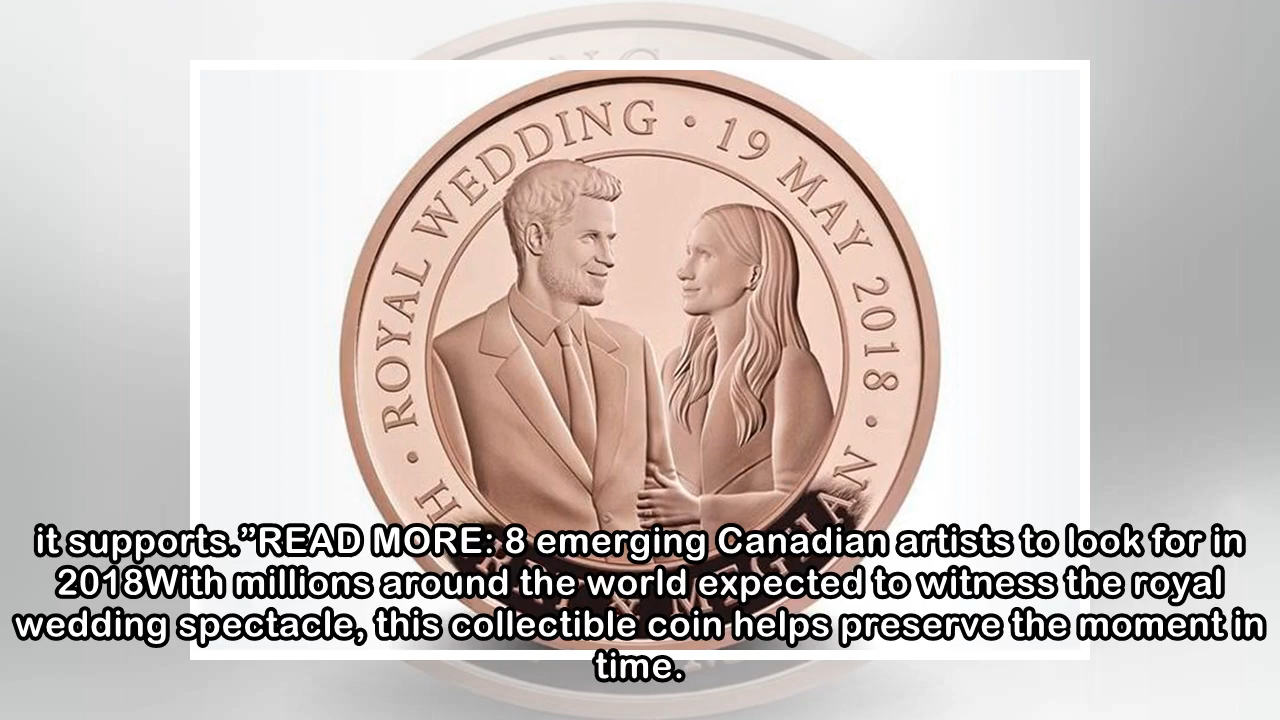 ROYAL WEDDING • 19 MAY 2018 •
it supports.”READ MORE: 8 emerging Canadian artists to look for in
2018With millions around the world expected to witness the royal
wedding spectacle, this collectible coin helps preserve the moment in
time.